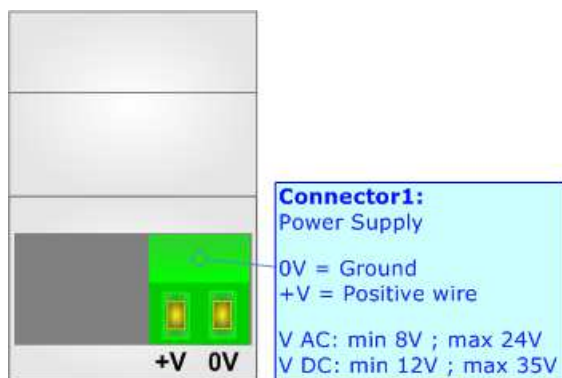 Connector1:
Power Supply
0V = Ground
+V = Positive wire
V AC: min 8V ; max 24V
V DC: min 12V ; max 35V
+V 0V